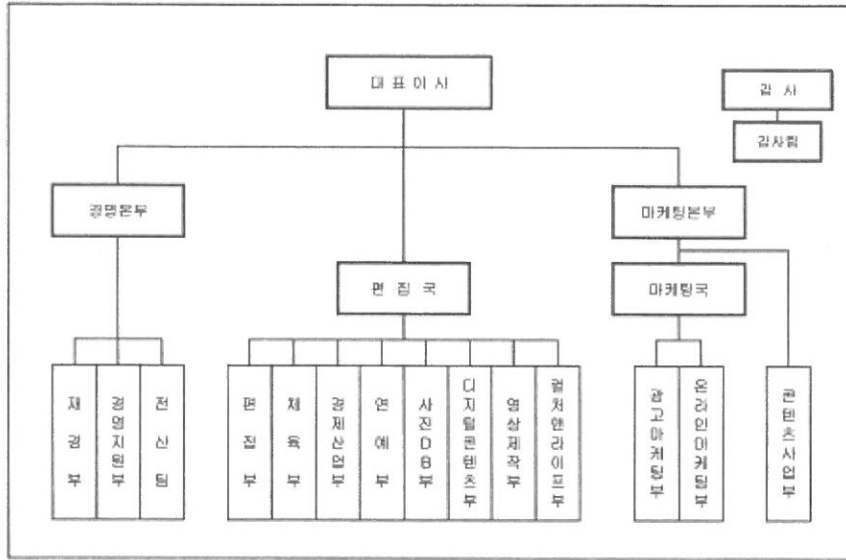 대표이사
감사
감사팀
경영본부
마케팅본부
편집국
마케팅국
재경부
경영지원부
전산팀
편집부
체육부
경제산업부
연예부
사진DB부
디지털콘텐츠부
영상제작부
컬처앤라이프부
광고마케팅부
온라인마케팅부
콘텐츠사업부